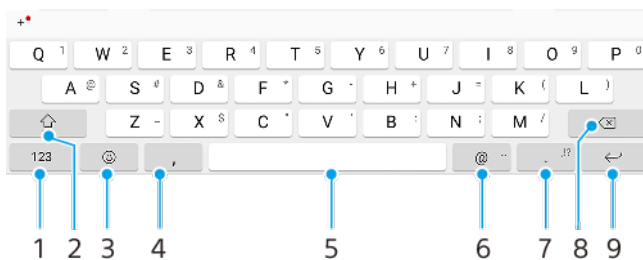 +
Q 1 W 2 E 3 R 4 T 5 Y 6 U 7 I 8 O 9 P 0
A @ S # D & F * G - H + J = K ( L )
Z _ X $ C " V ' B : N ; M /
123 , @ . ,!?
1 2 3 4 5 6 7 8 9